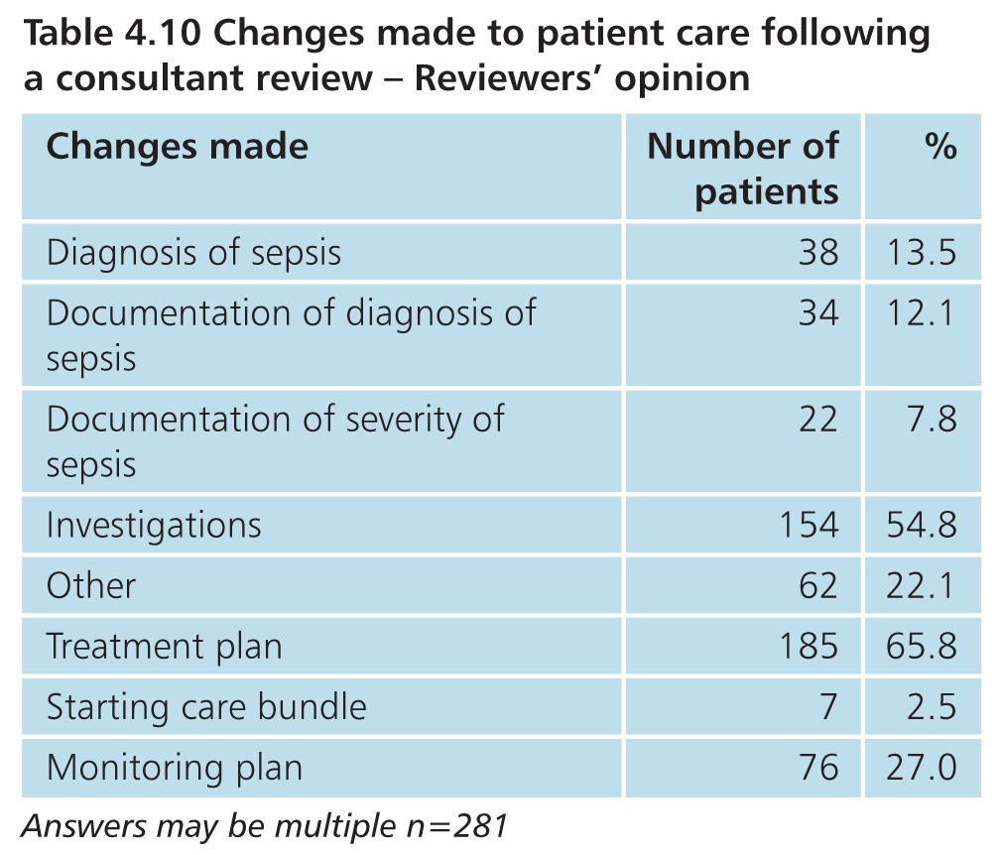 Table 4.10 Changes made to patient care following
a consultant review – Reviewers’ opinion
Changes made Number of patients %
Diagnosis of sepsis 38 13.5
Documentation of diagnosis of sepsis 34 12.1
Documentation of severity of sepsis 22 7.8
Investigations 154 54.8
Other 62 22.1
Treatment plan 185 65.8
Starting care bundle 7 2.5
Monitoring plan 76 27.0
Answers may be multiple n=281